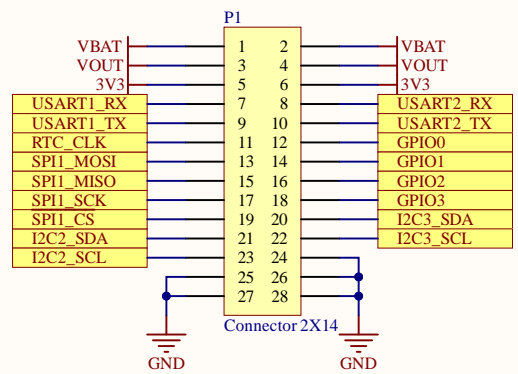 P1
VBAT 1 2 VBAT
VOUT 3 4 VOUT
3V3 5 6 3V3
USART1_RX 7 8 USART2_RX
USART1_TX 9 10 USART2_TX
RTC_CLK 11 12 GPIO0
SPI1_MOSI 13 14 GPIO1
SPI1_MISO 15 16 GPIO2
SPI1_SCK 17 18 GPIO3
SPI1_CS 19 20 I2C3_SDA
I2C2_SDA 21 22 I2C3_SCL
I2C2_SCL 23 24
25 26
27 28
Connector 2X14
GND GND